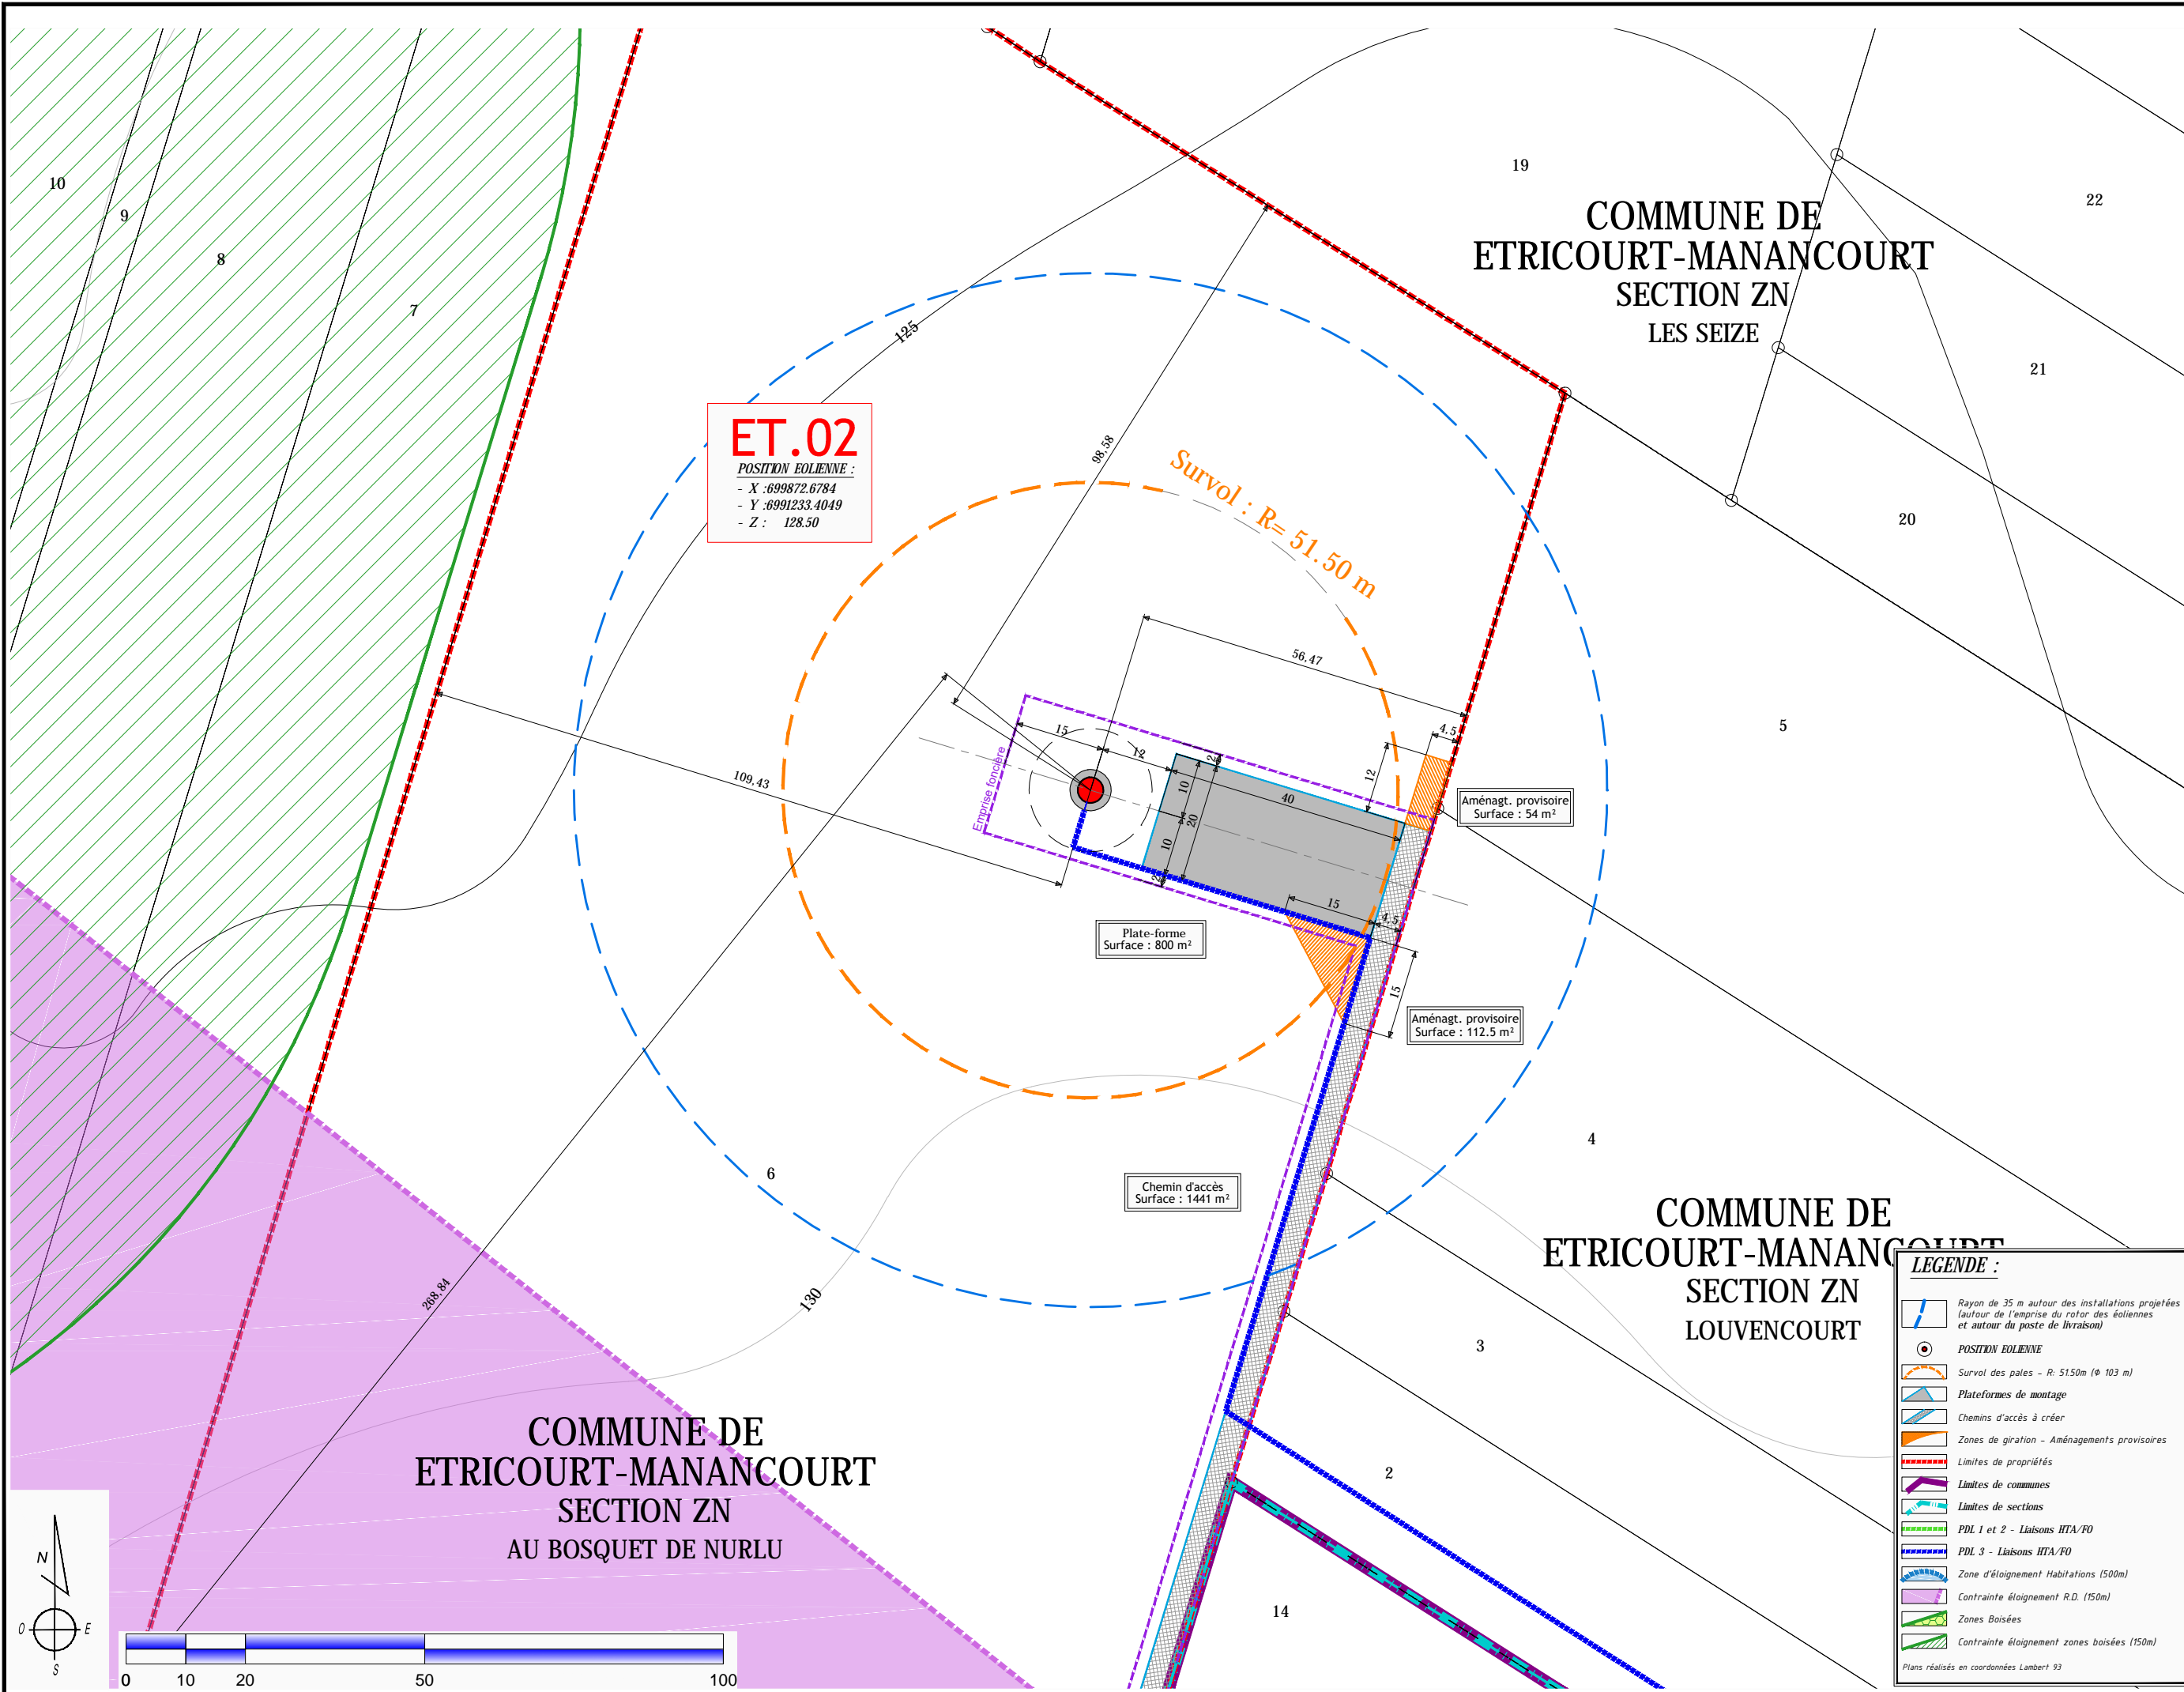 10
9
8
7
19
22
COMMUNE DE
ETRICOURT-MANANCOURT
SECTION ZN
LES SEIZE
21
20
5
125
ET.02
POSITION EOLIENNE :
- X :699872.6784
- Y :6991233.4049
- Z : 128.50
98.58
Survol : R= 51.50 m
56.47
4.5
15
12
2
12
10
20
40
10
2
Emprise foncière
Aménagt. provisoire
Surface : 54 m²
109.43
15
4.5
Plate-forme
Surface : 800 m²
15
Aménagt. provisoire
Surface : 112.5 m²
4
6
Chemin d'accès
Surface : 1441 m²
COMMUNE DE
ETRICOURT-MANANCOURT
SECTION ZN
LOUVENCOURT
268.84
130
3
2
14
COMMUNE DE
ETRICOURT-MANANCOURT
SECTION ZN
AU BOSQUET DE NURLU
N
O
E
S
0 10 20 50 100
LEGENDE :
Rayon de 35 m autour des installations projetées
(autour de l'emprise du rotor des éoliennes
et autour du poste de livraison)
POSITION EOLIENNE
Survol des pales - R: 51.50m (Φ 103 m)
Plateformes de montage
Chemins d'accès à créer
Zones de giration - Aménagements provisoires
Limites de propriétés
Limites de communes
Limites de sections
PDL 1 et 2 - Liaisons HTA/FO
PDL 3 - Liaisons HTA/FO
Zone d'éloignement Habitations (500m)
Contrainte éloignement R.D. (150m)
Zones Boisées
Contrainte éloignement zones boisées (150m)
Plans réalisés en coordonnées Lambert 93